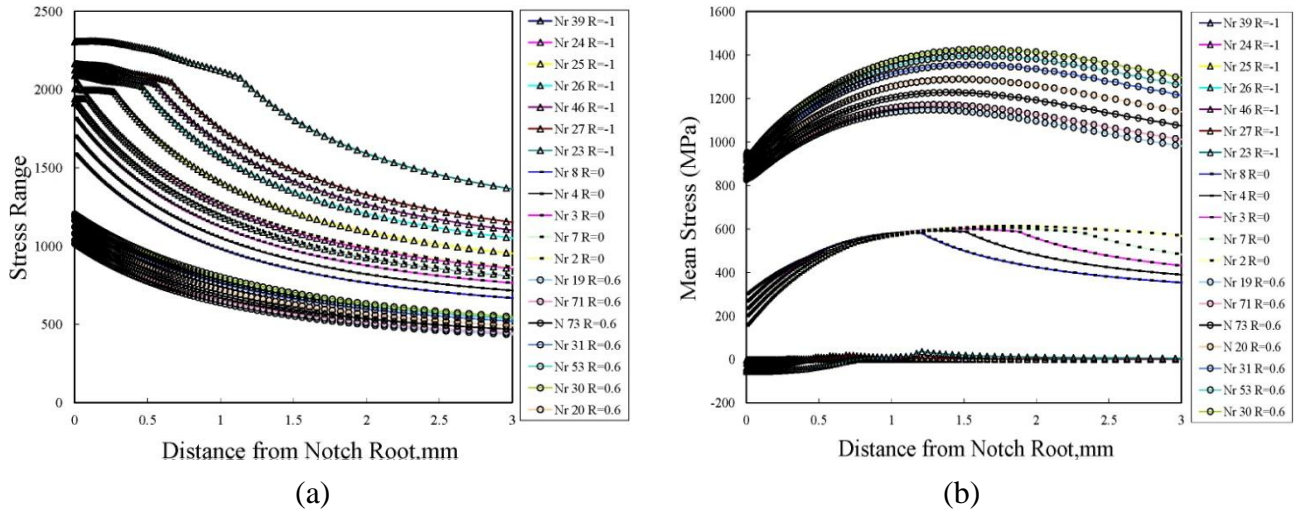 2500
2000
1500
1000
500
0
0
0.5
1
1.5
2
2.5
3
Stress Range
Distance from Notch Root,mm
Nr 39 R=-1
Nr 24 R=-1
Nr 25 R=-1
Nr 26 R=-1
Nr 46 R=-1
Nr 27 R=-1
Nr 23 R=-1
Nr 8 R=0
Nr 4 R=0
Nr 3 R=0
Nr 7 R=0
Nr 2 R=0
Nr 19 R=0.6
Nr 71 R=0.6
N 73 R=0.6
Nr 31 R=0.6
Nr 53 R=0.6
Nr 30 R=0.6
Nr 20 R=0.6
(a)
1600
1400
1200
1000
800
600
400
200
0
-200
0
0.5
1
1.5
2
2.5
3
Mean Stress (MPa)
Distance from Notch Root,mm
Nr 39 R=-1
Nr 24 R=-1
Nr 25 R=-1
Nr 26 R=-1
Nr 46 R=-1
Nr 27 R=-1
Nr 23 R=-1
Nr 8 R=0
Nr 4 R=0
Nr 3 R=0
Nr 7 R=0
Nr 2 R=0
Nr 19 R=0.6
Nr 71 R=0.6
N 73 R=0.6
N 20 R=0.6
Nr 31 R=0.6
Nr 53 R=0.6
Nr 30 R=0.6
(b)